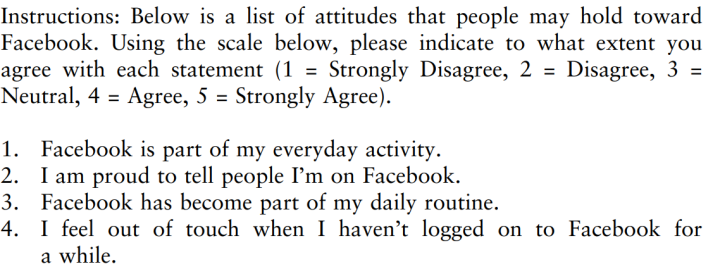 Instructions: Below is a list of attitudes that people may hold toward
Facebook. Using the scale below, please indicate to what extent you
agree with each statement (1 = Strongly Disagree, 2 = Disagree, 3 =
Neutral, 4 = Agree, 5 = Strongly Agree).
1. Facebook is part of my everyday activity.
2. I am proud to tell people I’m on Facebook.
3. Facebook has become part of my daily routine.
4. I feel out of touch when I haven’t logged on to Facebook for
a while.